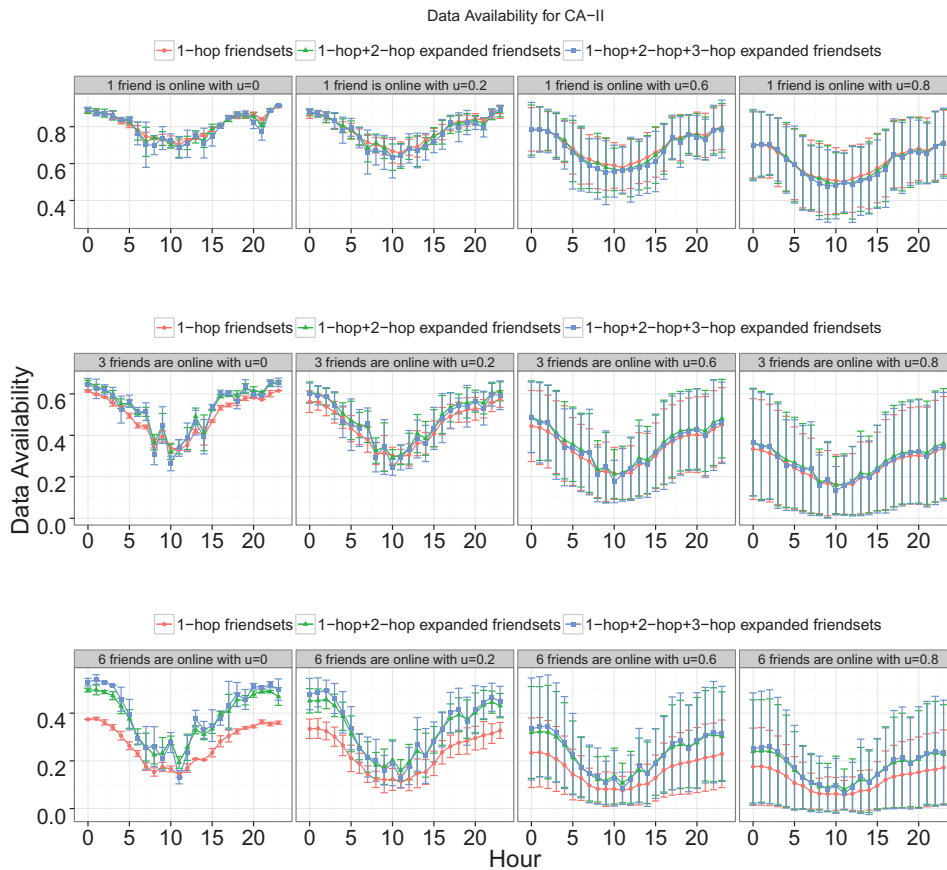 Data Availability for CA−II
1−hop friendsets 1−hop+2−hop expanded friendsets 1−hop+2−hop+3−hop expanded friendsets
1 friend is online with u=0 1 friend is online with u=0.2 1 friend is online with u=0.6 1 friend is online with u=0.8
0.8
0.6
0.4
0 5 10 15 20 0 5 10 15 20 0 5 10 15 20 0 5 10 15 20
1−hop friendsets 1−hop+2−hop expanded friendsets 1−hop+2−hop+3−hop expanded friendsets
3 friends are online with u=0 3 friends are online with u=0.2 3 friends are online with u=0.6 3 friends are online with u=0.8
Data Availability
0.6
0.4
0.2
0.0
0 5 10 15 20 0 5 10 15 20 0 5 10 15 20 0 5 10 15 20
1−hop friendsets 1−hop+2−hop expanded friendsets 1−hop+2−hop+3−hop expanded friendsets
6 friends are online with u=0 6 friends are online with u=0.2 6 friends are online with u=0.6 6 friends are online with u=0.8
0.4
0.2
0.0
0 5 10 15 20 0 5 10 15 20 0 5 10 15 20 0 5 10 15 20
Hour